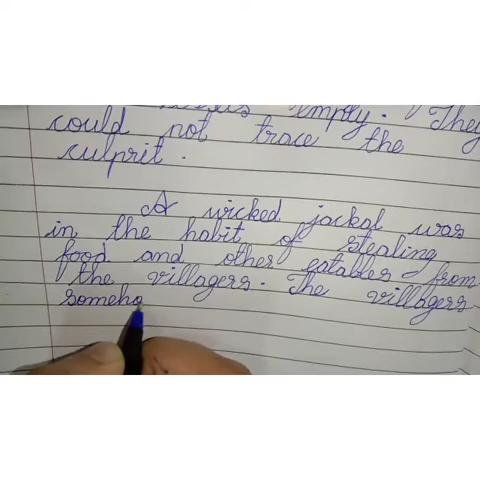 empty. They
could not trace the
culprit.
A wicked jackal was
in the habit of stealing
food and other eatables from
the villagers. The villagers
someho